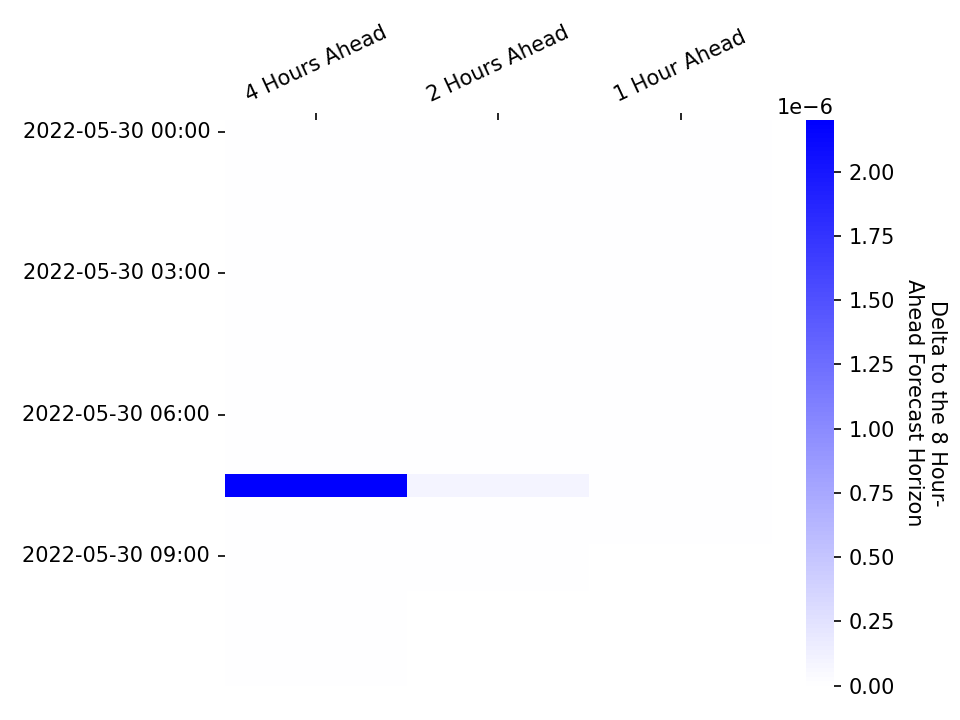 4 Hours Ahead
2 Hours Ahead
1 Hour Ahead
1e−6
2022-05-30 00:00
2022-05-30 03:00
2022-05-30 06:00
2022-05-30 09:00
2.00
1.75
1.50
1.25
1.00
0.75
0.50
0.25
0.00
Delta to the 8 Hour-
Ahead Forecast Horizon